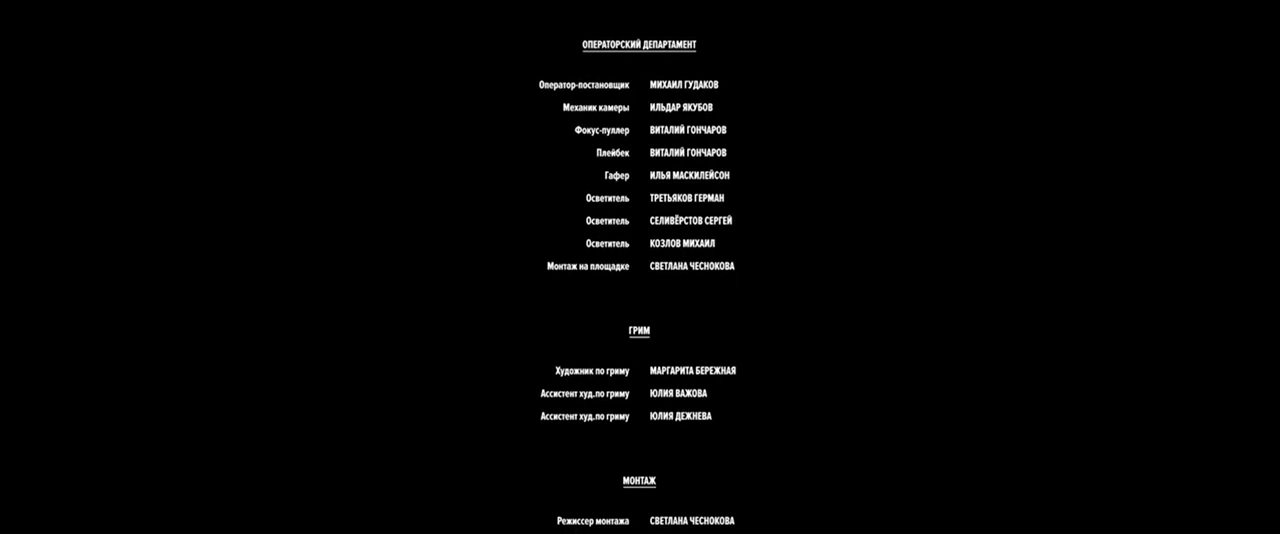 ОПЕРАТОРСКИЙ ДЕПАРТАМЕНТ
Оператор-постановщик МИХАИЛ ГУДАКОВ
Механик камеры ИЛЬДАР ЯКУБОВ
Фокус-пуллер ВИТАЛИЙ ГОНЧАРОВ
Плейбек ВИТАЛИЙ ГОНЧАРОВ
Гафер ИЛЬЯ МАСКИЛЕЙСОН
Осветитель ТРЕТЬЯКОВ ГЕРМАН
Осветитель СЕЛИВЁРСТОВ СЕРГЕЙ
Осветитель КОЗЛОВ МИХАИЛ
Монтаж на площадке СВЕТЛАНА ЧЕСНОКОВА
ГРИМ
Художник по гриму МАРГАРИТА БЕРЕЖНАЯ
Ассистент худ.по гриму ЮЛИЯ ВАЖОВА
Ассистент худ.по гриму ЮЛИЯ ДЕЖНЕВА
МОНТАЖ
Режиссер монтажа СВЕТЛАНА ЧЕСНОКОВА